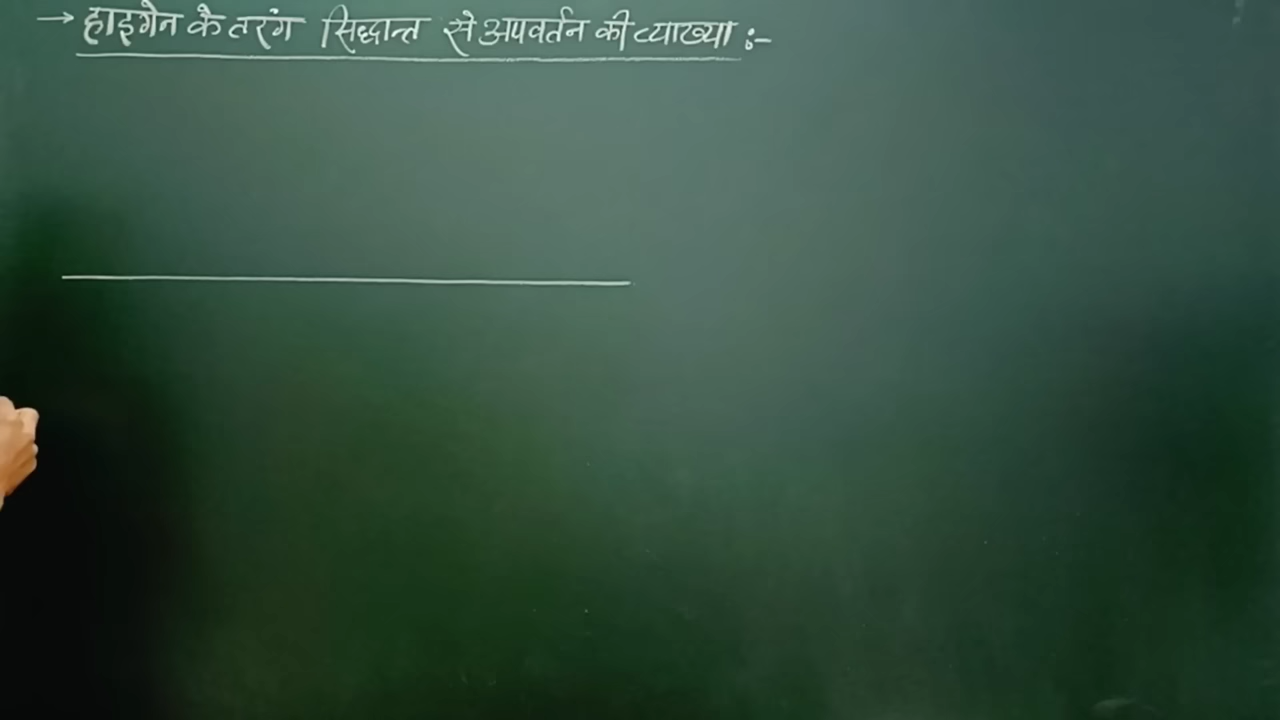 → हाइगेन के तरंग सिद्धान्त से अपवर्तन की व्याख्या :-